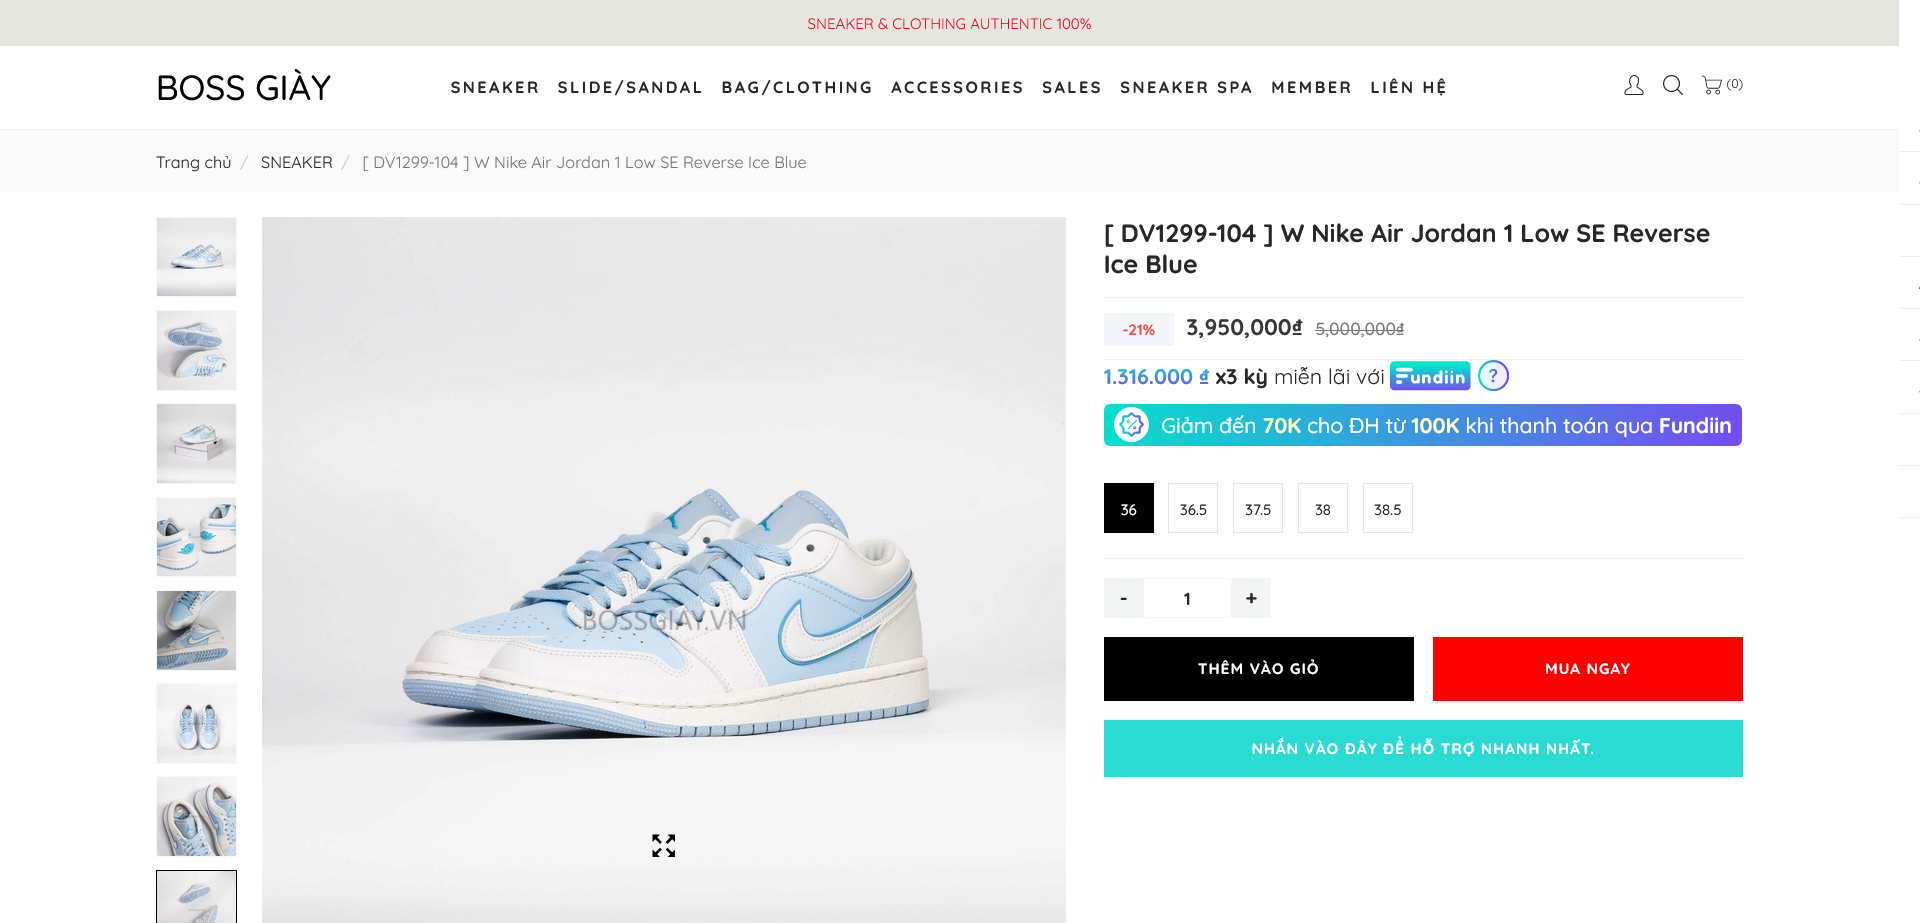 SNEAKER & CLOTHING AUTHENTIC 100%
BOSS GIÀY
SNEAKER SLIDE/SANDAL BAG/CLOTHING ACCESSORIES SALES SNEAKER SPA MEMBER LIÊN HỆ
(0)
Trang chủ / SNEAKER / [ DV1299-104 ] W Nike Air Jordan 1 Low SE Reverse Ice Blue
[ DV1299-104 ] W Nike Air Jordan 1 Low SE Reverse
Ice Blue
-21% 3,950,000₫ 5,000,000₫
1.316.000 ₫ x3 kỳ miễn lãi với Fundiin ?
Giảm đến 70K cho ĐH từ 100K khi thanh toán qua Fundiin
36 36.5 37.5 38 38.5
- 1 +
THÊM VÀO GIỎ MUA NGAY
NHẮN VÀO ĐÂY ĐỂ HỖ TRỢ NHANH NHẤT.
BOSSGIAY.VN